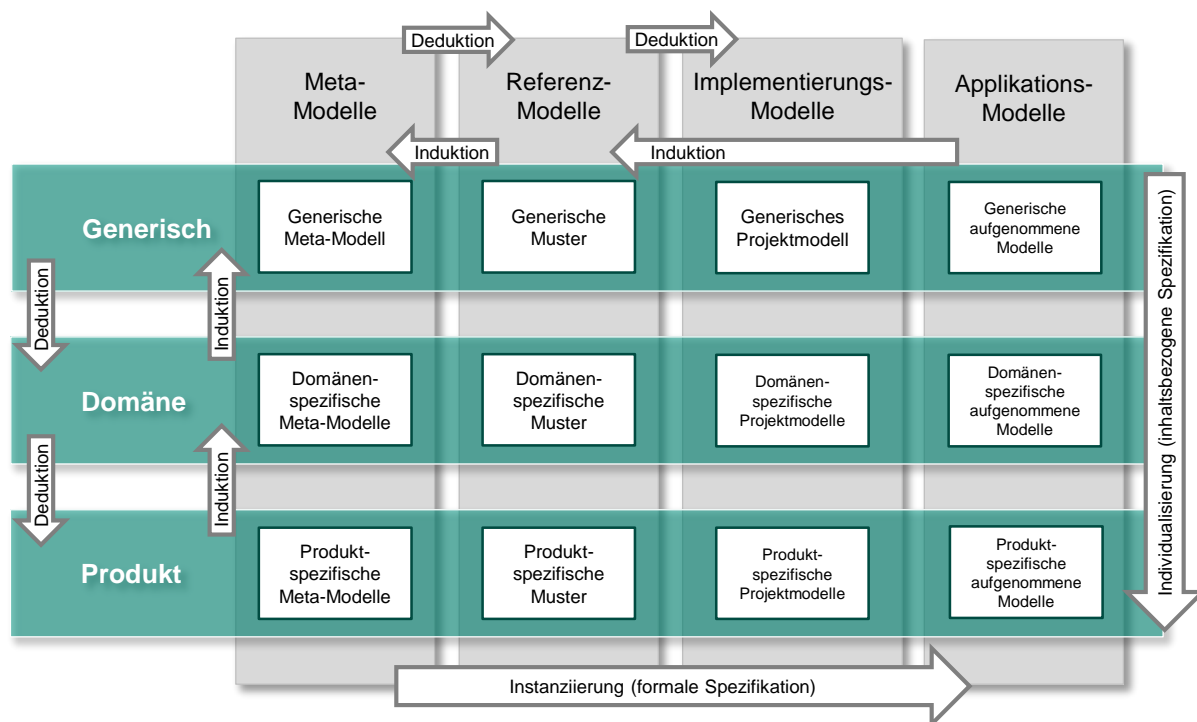 Deduktion
Deduktion
Meta-
Modelle
Referenz-
Modelle
Implementierungs-
Modelle
Applikations-
Modelle
Induktion
Induktion
Generisch
Generische
Meta-Modell
Generische
Muster
Generisches
Projektmodell
Generische
aufgenommene
Modelle
Deduktion
Induktion
Domäne
Domänen-
spezifische
Meta-Modelle
Domänen-
spezifische
Muster
Domänen-
spezifische
Projektmodelle
Domänen-
spezifische
aufgenommene
Modelle
Deduktion
Induktion
Produkt
Produkt-
spezifische
Meta-Modelle
Produkt-
spezifische
Muster
Produkt-
spezifische
Projektmodelle
Produkt-
spezifische
aufgenommene
Modelle
Individualisierung (inhaltsbezogene Spezifikation)
Instanziierung (formale Spezifikation)